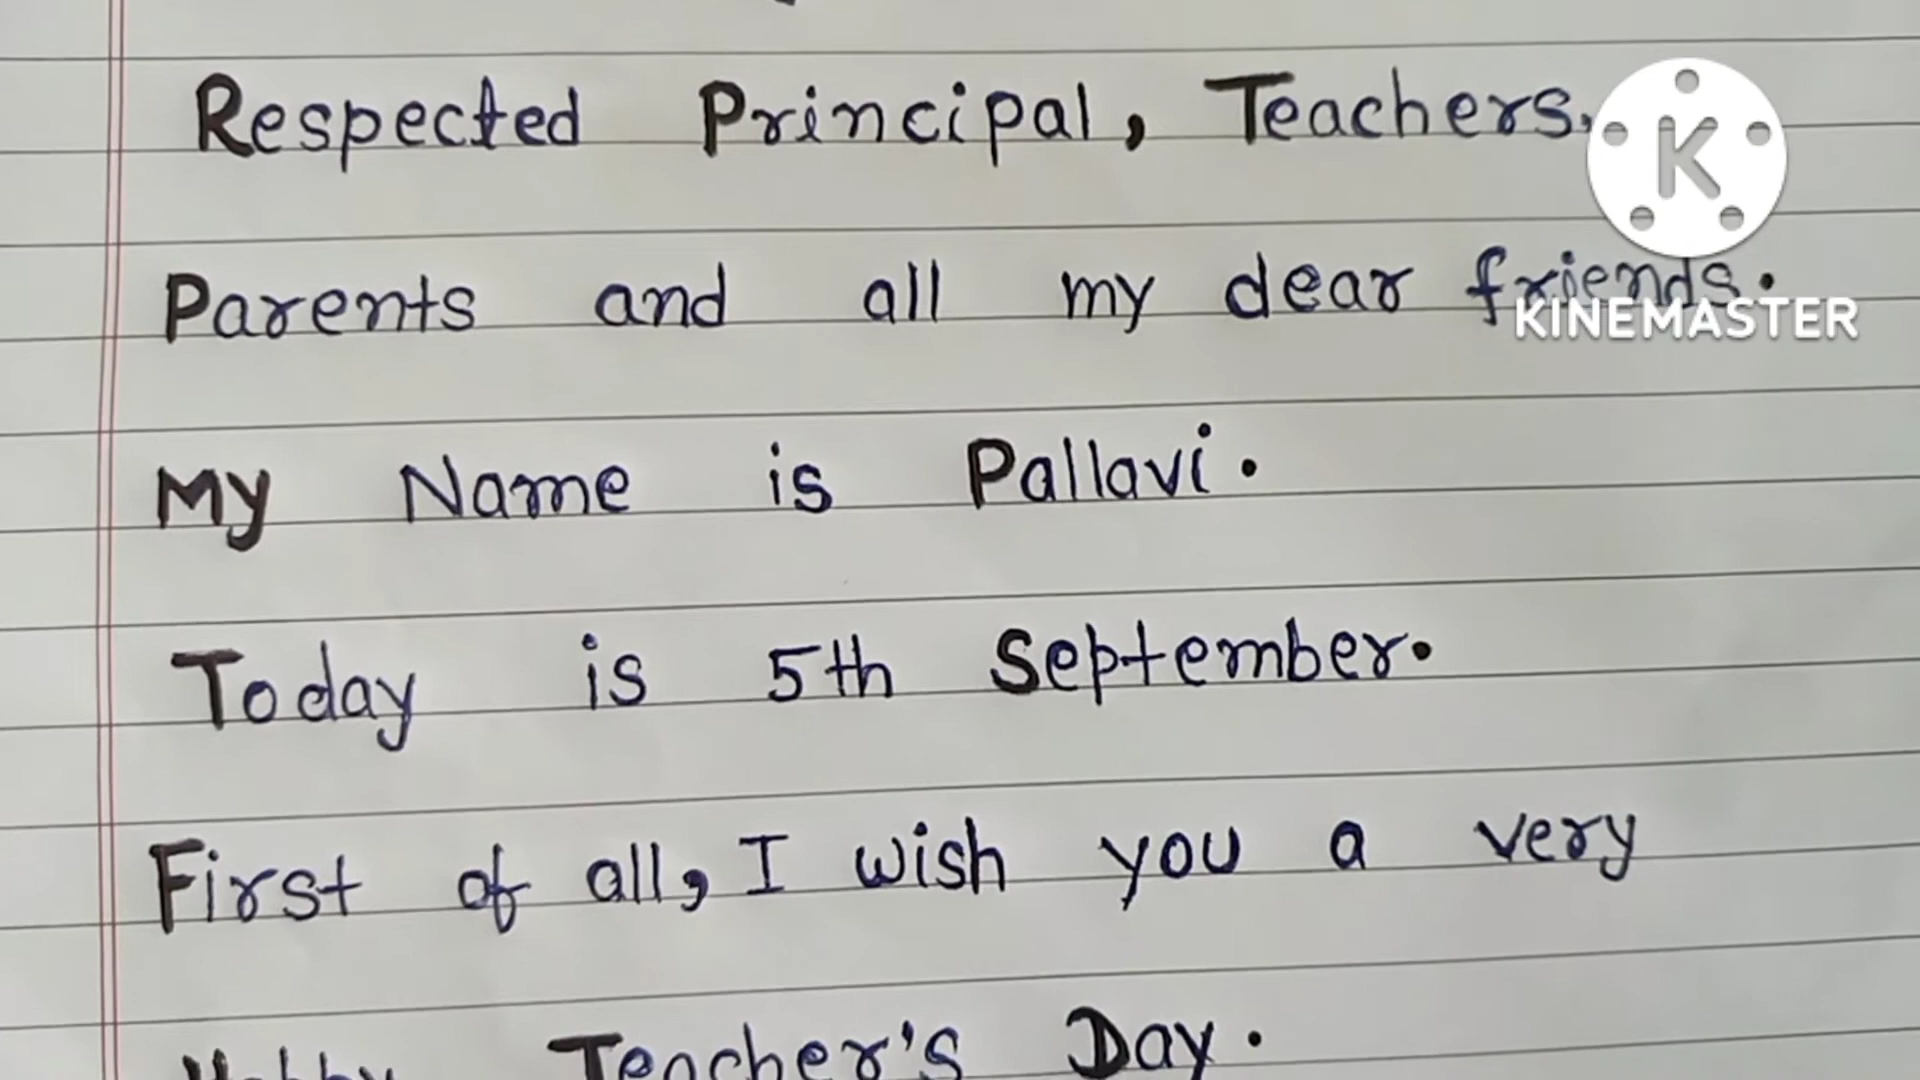 Respected Principal, Teachers,
Parents and all my dear friends.
My Name is Pallavi.
Today is 5th September.
First of all, I wish you a very
Happy Teacher's Day.
K
KINEMASTER